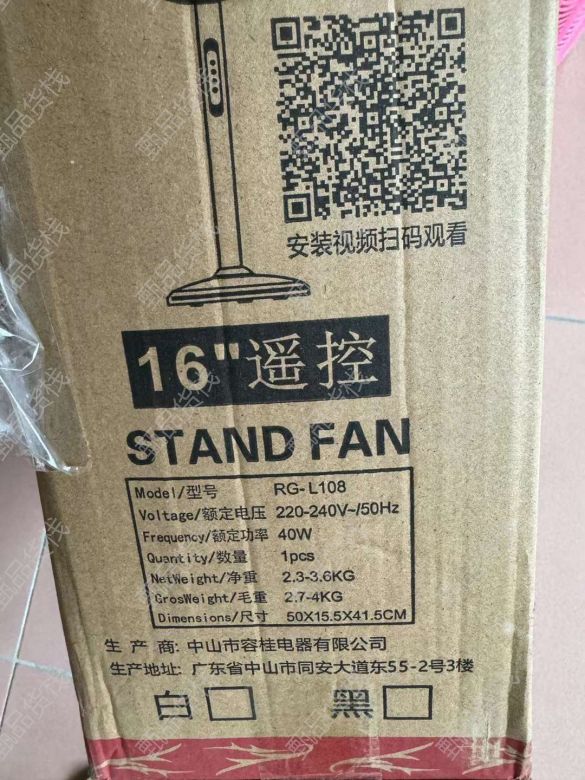 安装视频扫码观看
16"遥控
STAND FAN
Model/型号 RG-L108
Voltage/额定电压 220-240V~/50Hz
Frequency/额定功率 40W
Quantity/数量 1pcs
NetWeight/净重 2.3-3.6KG
GrosWeight/毛重 2.7-4KG
Dimensions/尺寸 50X15.5X41.5CM
生产商: 中山市容桂电器有限公司
生产地址: 广东省中山市同安大道东55-2号3楼
白 黑
甄品货栈